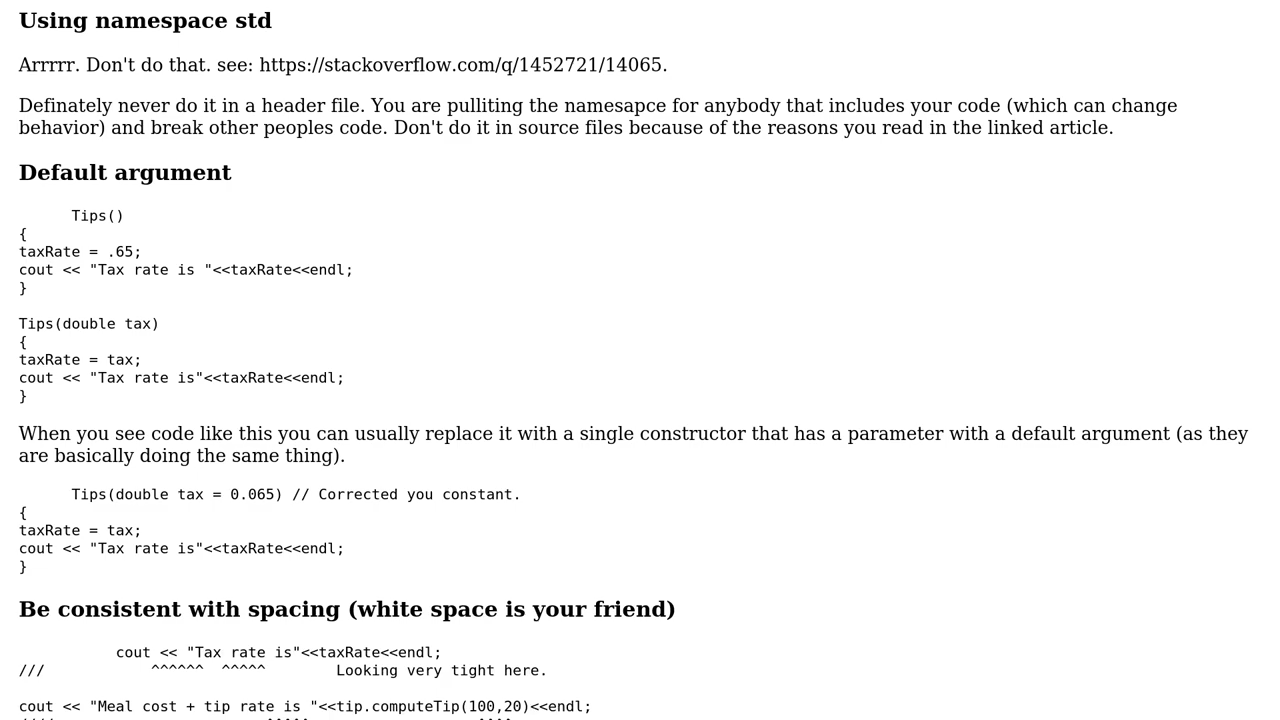 Using namespace std
Arrrrr. Don't do that. see: https://stackoverflow.com/q/1452721/14065.
Definately never do it in a header file. You are pulliting the namesapce for anybody that includes your code (which can change
behavior) and break other peoples code. Don't do it in source files because of the reasons you read in the linked article.
Default argument
      Tips()
{
taxRate = .65;
cout << "Tax rate is "<<taxRate<<endl;
}
Tips(double tax)
{
taxRate = tax;
cout << "Tax rate is"<<taxRate<<endl;
}
When you see code like this you can usually replace it with a single constructor that has a parameter with a default argument (as they
are basically doing the same thing).
      Tips(double tax = 0.065) // Corrected you constant.
{
taxRate = tax;
cout << "Tax rate is"<<taxRate<<endl;
}
Be consistent with spacing (white space is your friend)
           cout << "Tax rate is"<<taxRate<<endl;
///            ^^^^^^  ^^^^^        Looking very tight here.
cout << "Meal cost + tip rate is "<<tip.computeTip(100,20)<<endl;